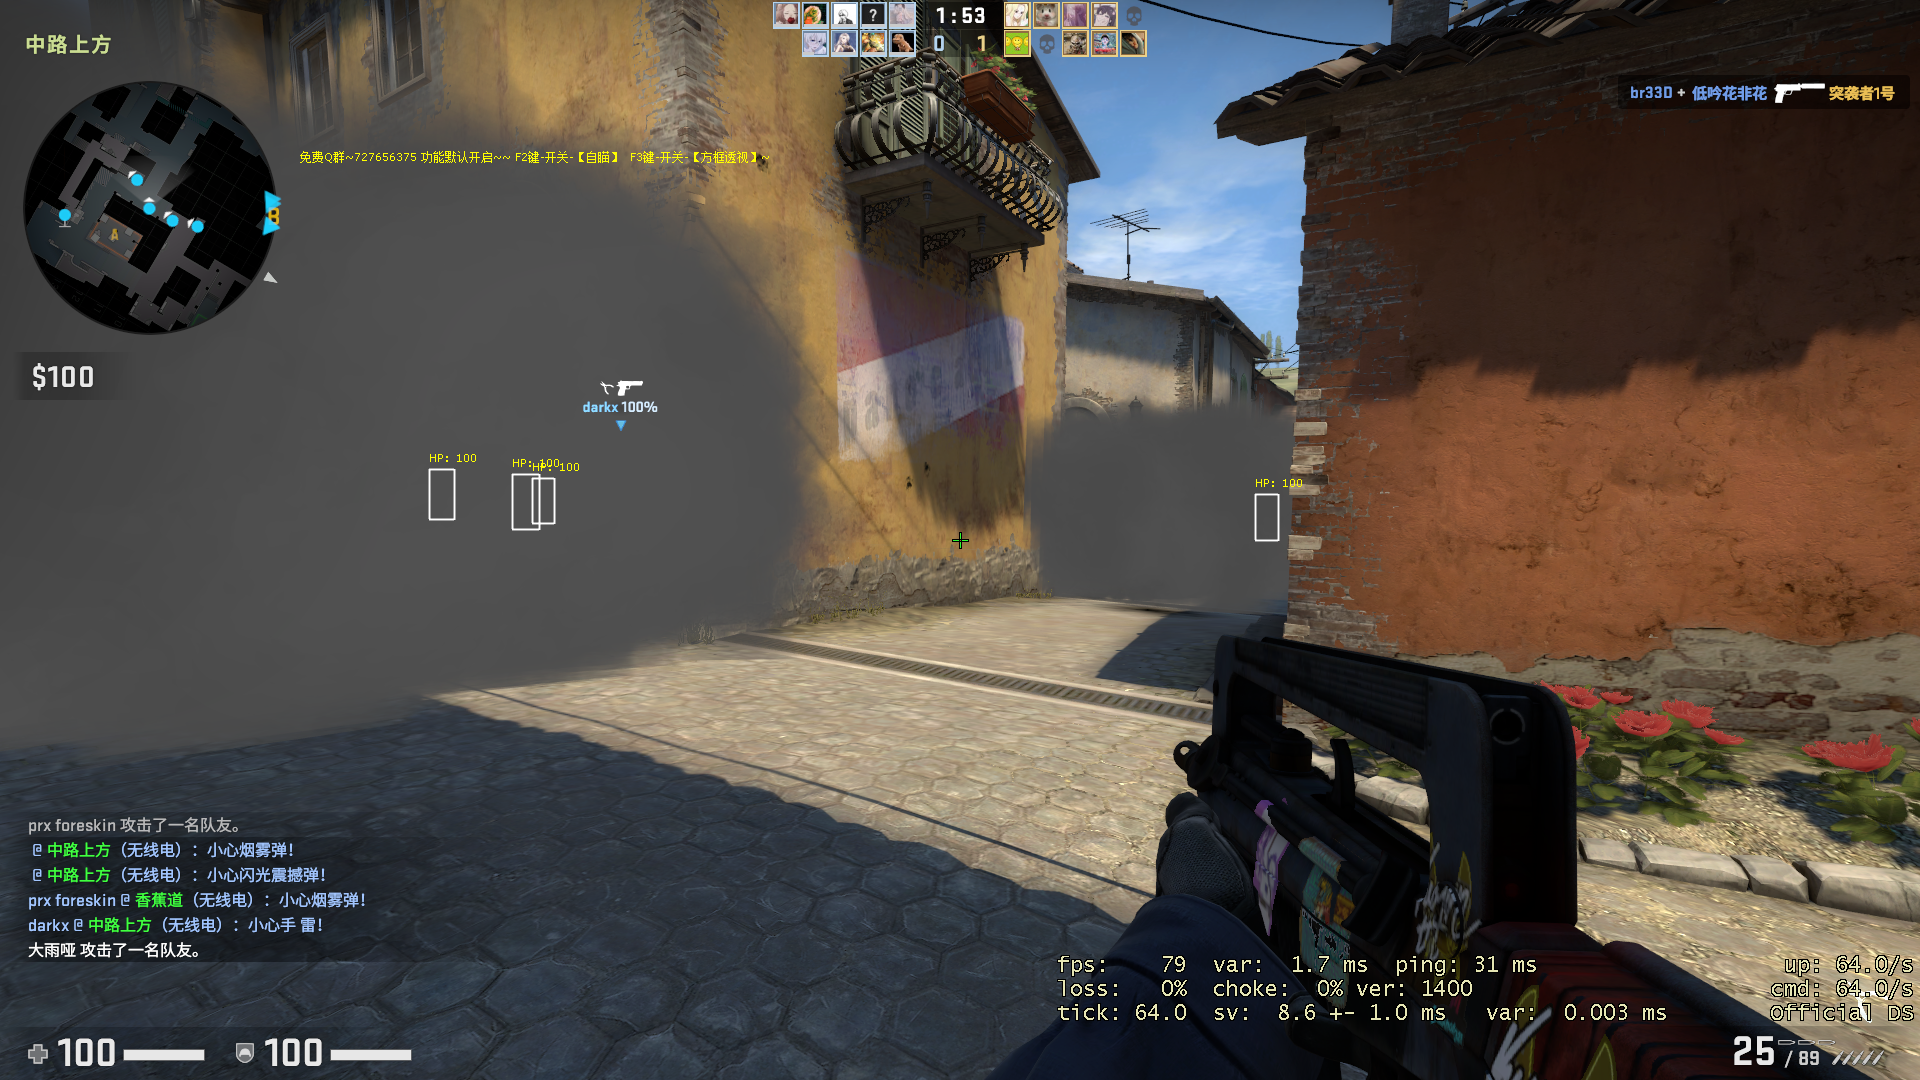 中路上方
?
1:53
0 1
br33D + 低吟花非花 突袭者1号
免费Q群~727656375 功能默认开启~~ F2键-开关-【自瞄】 F3键-开关-【方框透视】~
B
A
$100
darkx 100%
HP: 100
HP: 100
HP: 100
HP: 100
prx foreskin 攻击了一名队友。
@ 中路上方（无线电）：小心烟雾弹！
@ 中路上方（无线电）：小心闪光震撼弹！
prx foreskin @ 香蕉道（无线电）：小心烟雾弹！
darkx @ 中路上方（无线电）：小心手 雷！
大雨哑 攻击了一名队友。
fps: 79 var: 1.7 ms ping: 31 ms
loss: 0% choke: 0% ver: 1400
tick: 64.0 sv: 8.6 +- 1.0 ms var: 0.003 ms
up: 64.0/s
cmd: 64.0/s
Official DS
100 100
25 / 89